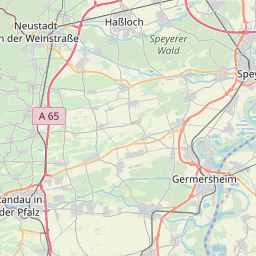 Haßloch
Neustadt
an der Weinstraße
Speyerer
Wald
Spey
A 65
Germersheim
Landau in
der Pfalz